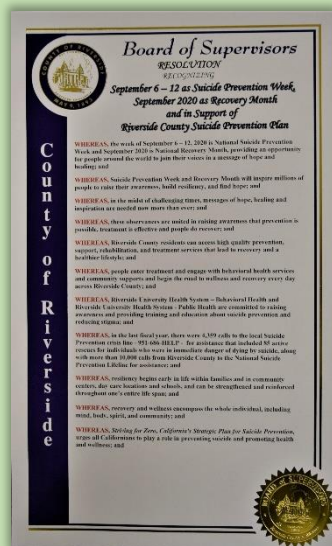 COUNTY OF RIVERSIDE
MAY 9, 1893
Board of Supervisors
RESOLUTION
RECOGNIZING
September 6 – 12 as Suicide Prevention Week,
September 2020 as Recovery Month
and in Support of
Riverside County Suicide Prevention Plan
County of Riverside
WHEREAS, the week of September 6 – 12, 2020 is National Suicide Prevention
Week and September 2020 is National Recovery Month, providing an opportunity
for people around the world to join their voices in a message of hope and
healing; and
WHEREAS, Suicide Prevention Week and Recovery Month will inspire millions of
people to raise their awareness, build resiliency, and find hope; and
WHEREAS, in the midst of challenging times, messages of hope, healing and
inspiration are needed now more than ever; and
WHEREAS, these observances are united in raising awareness that prevention is
possible, treatment is effective and people do recover; and
WHEREAS, Riverside County residents can access high quality prevention,
support, rehabilitation, and treatment services that lead to recovery and a
healthier lifestyle; and
WHEREAS, people enter treatment and engage with behavioral health services
and community supports and begin the road to wellness and recovery every day
across Riverside County; and
WHEREAS, Riverside University Health System – Behavioral Health and
Riverside University Health System - Public Health are committed to raising
awareness and providing training and education about suicide prevention and
reducing stigma; and
WHEREAS, in the last fiscal year, there were 4,359 calls to the local Suicide
Prevention crisis line - 951-686-HELP - for assistance that included 85 active
rescues for individuals who were in immediate danger of dying by suicide, along
with more than 10,000 calls from Riverside County to the National Suicide
Prevention Lifeline for assistance; and
WHEREAS, resiliency begins early in life within families and in community
centers, day care locations and schools, and can be strengthened and reinforced
throughout one's entire life span; and
WHEREAS, recovery and wellness encompass the whole individual, including
mind, body, spirit, and community; and
WHEREAS, Striving for Zero, California's Strategic Plan for Suicide Prevention,
urges all Californians to play a role in preventing suicide and promoting health
and wellness; and